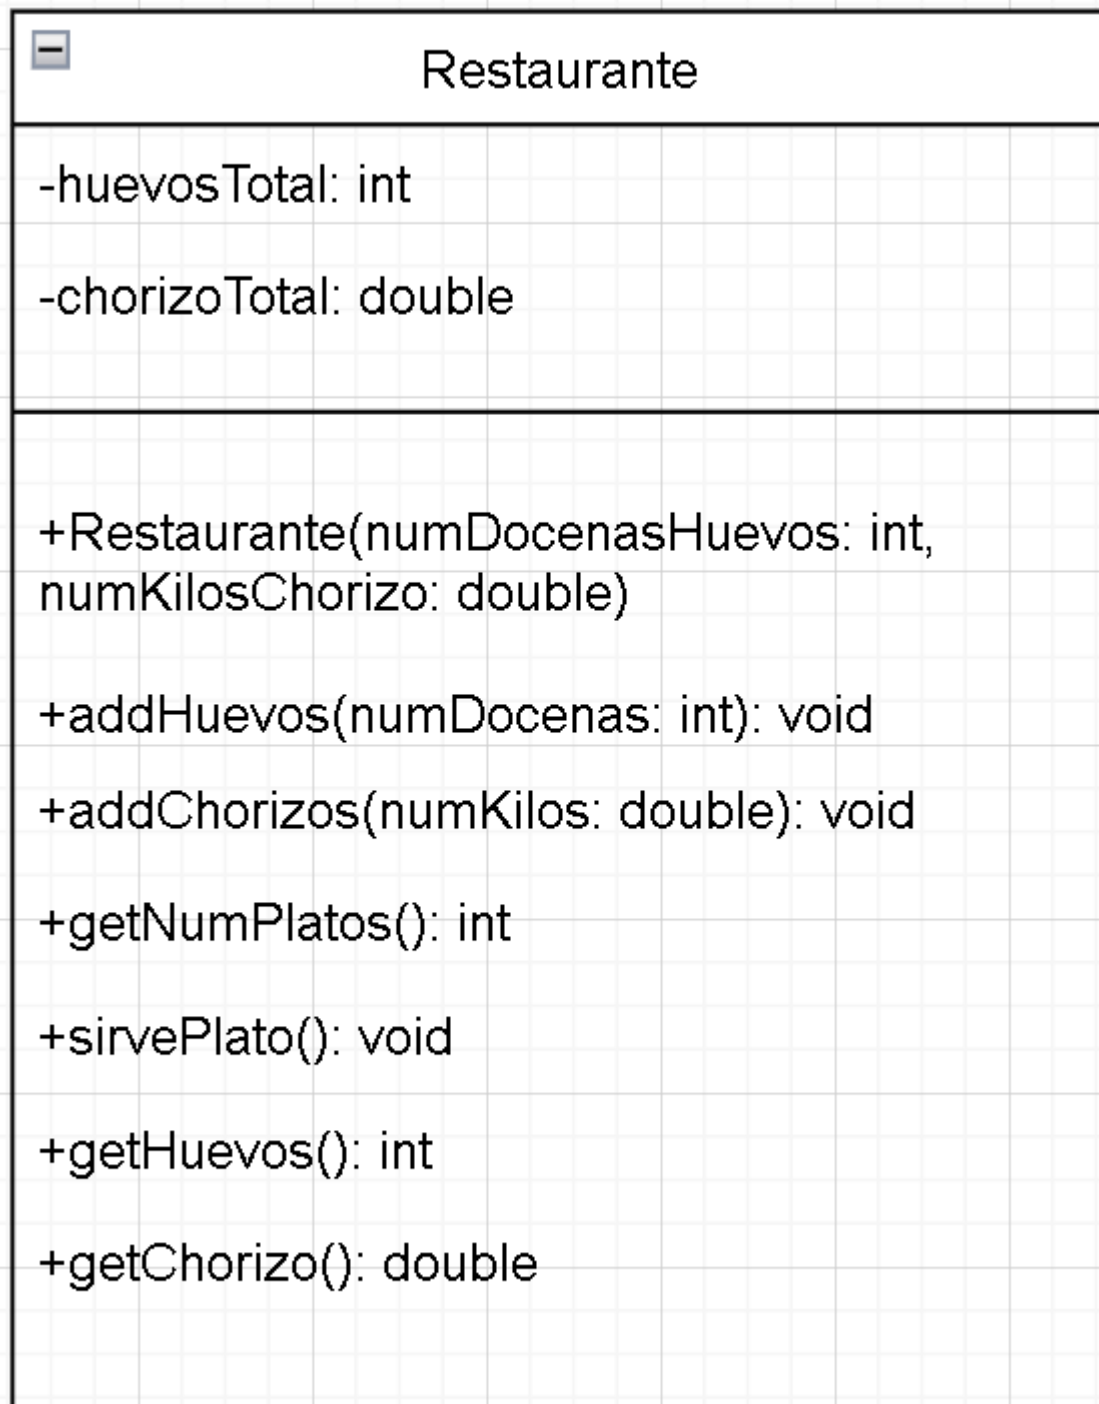 Restaurante
-huevosTotal: int
-chorizoTotal: double
+Restaurante(numDocenasHuevos: int,
numKilosChorizo: double)
+addHuevos(numDocenas: int): void
+addChorizos(numKilos: double): void
+getNumPlatos(): int
+sirvePlato(): void
+getHuevos(): int
+getChorizo(): double